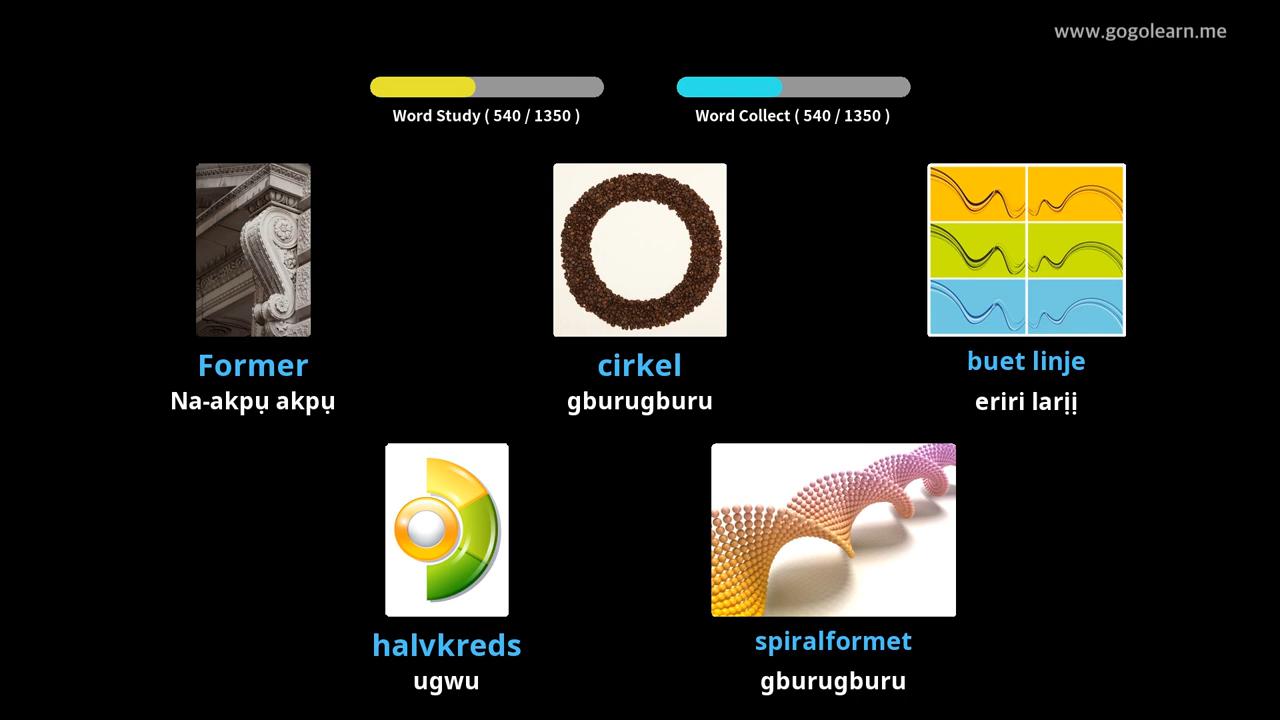 www.gogolearn.me
Word Study ( 540 / 1350 )
Word Collect ( 540 / 1350 )
Former
Na-akpụ akpụ
cirkel
gburugburu
buet linje
eriri larịị
halvkreds
ugwu
spiralformet
gburugburu